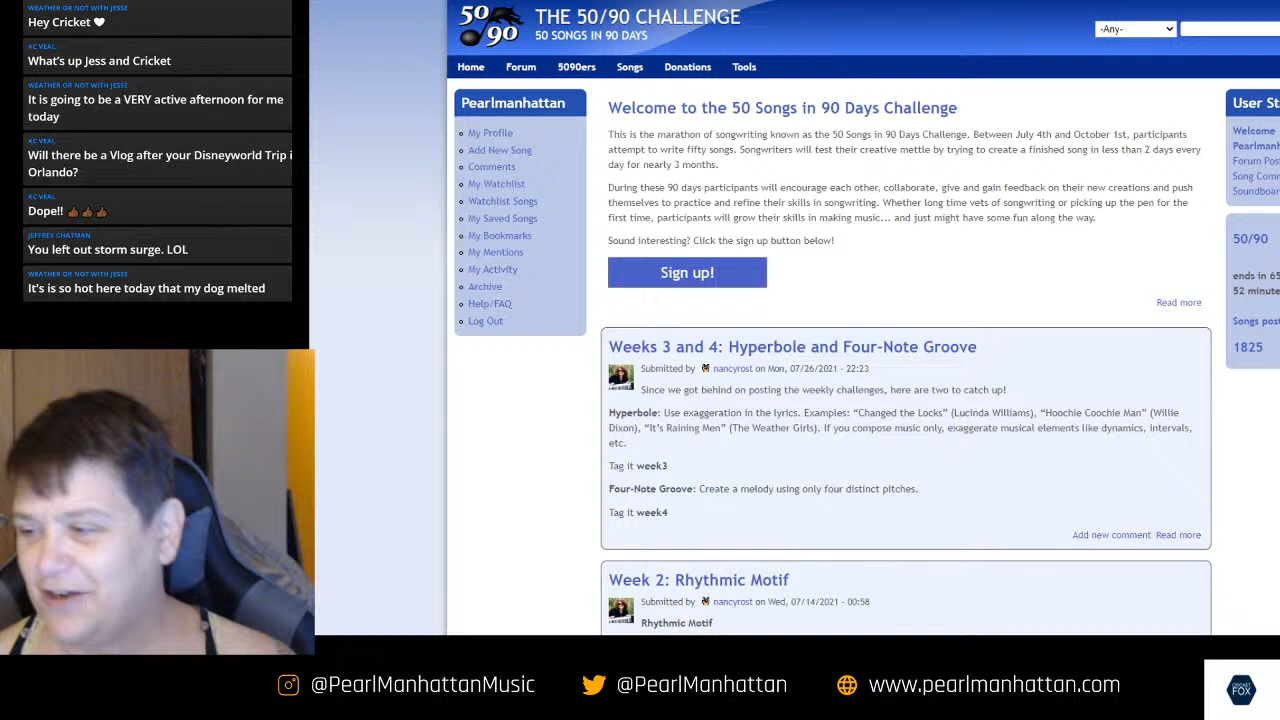 WEATHER OR NOT WITH JESSE
Hey Cricket ❤
KC VEAL
What's up Jess and Cricket
WEATHER OR NOT WITH JESSE
It is going to be a VERY active afternoon for me
today
KC VEAL
Will there be a Vlog after your Disneyworld Trip i
Orlando?
KC VEAL
Dope!! 👍🏾👍🏾👍🏾
JEFFREY CHATMAN
You left out storm surge. LOL
WEATHER OR NOT WITH JESSE
It's is so hot here today that my dog melted
50
90
THE 50/90 CHALLENGE
50 SONGS IN 90 DAYS
-Any-
Home Forum 5090ers Songs Donations Tools
Pearlmanhattan
My Profile
Add New Song
Comments
My Watchlist
Watchlist Songs
My Saved Songs
My Bookmarks
My Mentions
My Activity
Archive
Help/FAQ
Log Out
Welcome to the 50 Songs in 90 Days Challenge
This is the marathon of songwriting known as the 50 Songs in 90 Days Challenge. Between July 4th and October 1st, participants
attempt to write fifty songs. Songwriters will test their creative mettle by trying to create a finished song in less than 2 days every
day for nearly 3 months.
During these 90 days participants will encourage each other, collaborate, give and gain feedback on their new creations and push
themselves to practice and refine their skills in songwriting. Whether long time vets of songwriting or picking up the pen for the
first time, participants will grow their skills in making music... and just might have some fun along the way.
Sound interesting? Click the sign up button below!
Sign up!
Read more
Weeks 3 and 4: Hyperbole and Four-Note Groove
Submitted by nancyrost on Mon, 07/26/2021 - 22:23
Since we got behind on posting the weekly challenges, here are two to catch up!
Hyperbole: Use exaggeration in the lyrics. Examples: “Changed the Locks” (Lucinda Williams), “Hoochie Coochie Man” (Willie
Dixon), “It’s Raining Men” (The Weather Girls). If you compose music only, exaggerate musical elements like dynamics, intervals,
etc.
Tag it week3
Four-Note Groove: Create a melody using only four distinct pitches.
Tag it week4
Add new comment Read more
Week 2: Rhythmic Motif
Submitted by nancyrost on Wed, 07/14/2021 - 00:58
Rhythmic Motif
User St
Welcome
Pearlmanh
Forum Post
Song Comm
Soundboar
50/90
ends in 65
52 minute
Songs post
1825
@PearlManhattanMusic @PearlManhattan www.pearlmanhattan.com
CRICKET
FOX